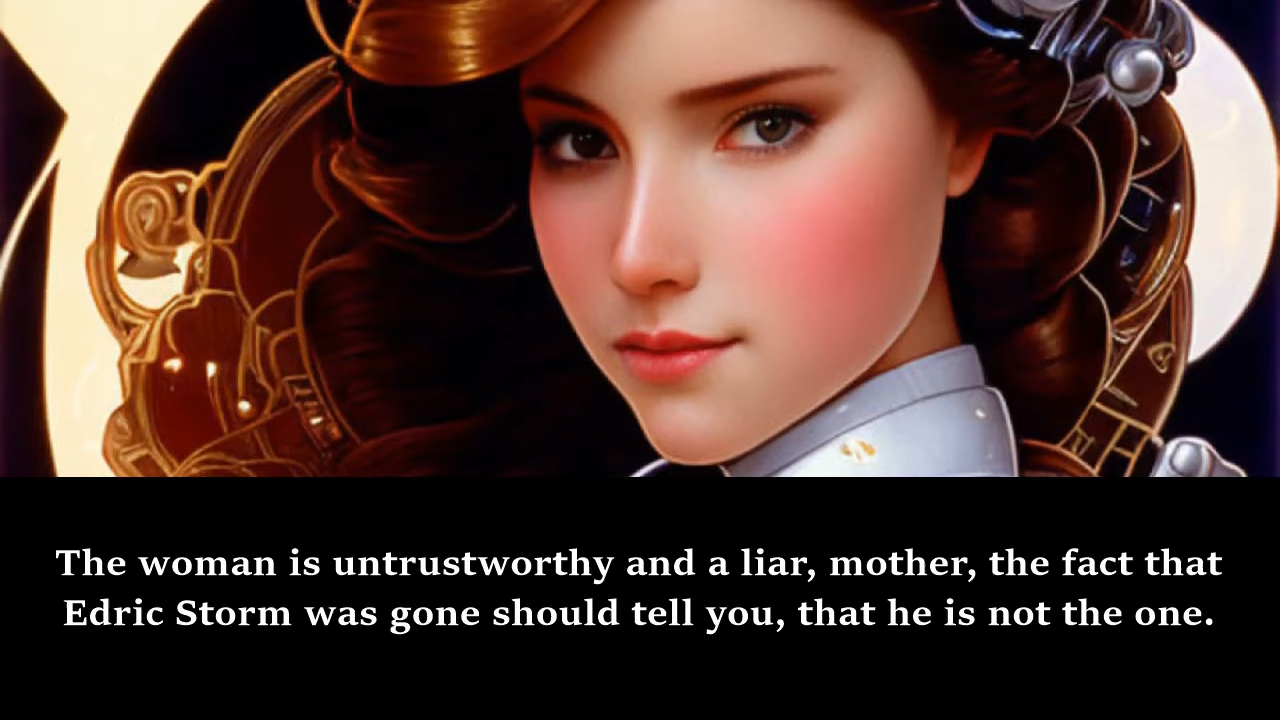 The woman is untrustworthy and a liar, mother, the fact that
Edric Storm was gone should tell you, that he is not the one.